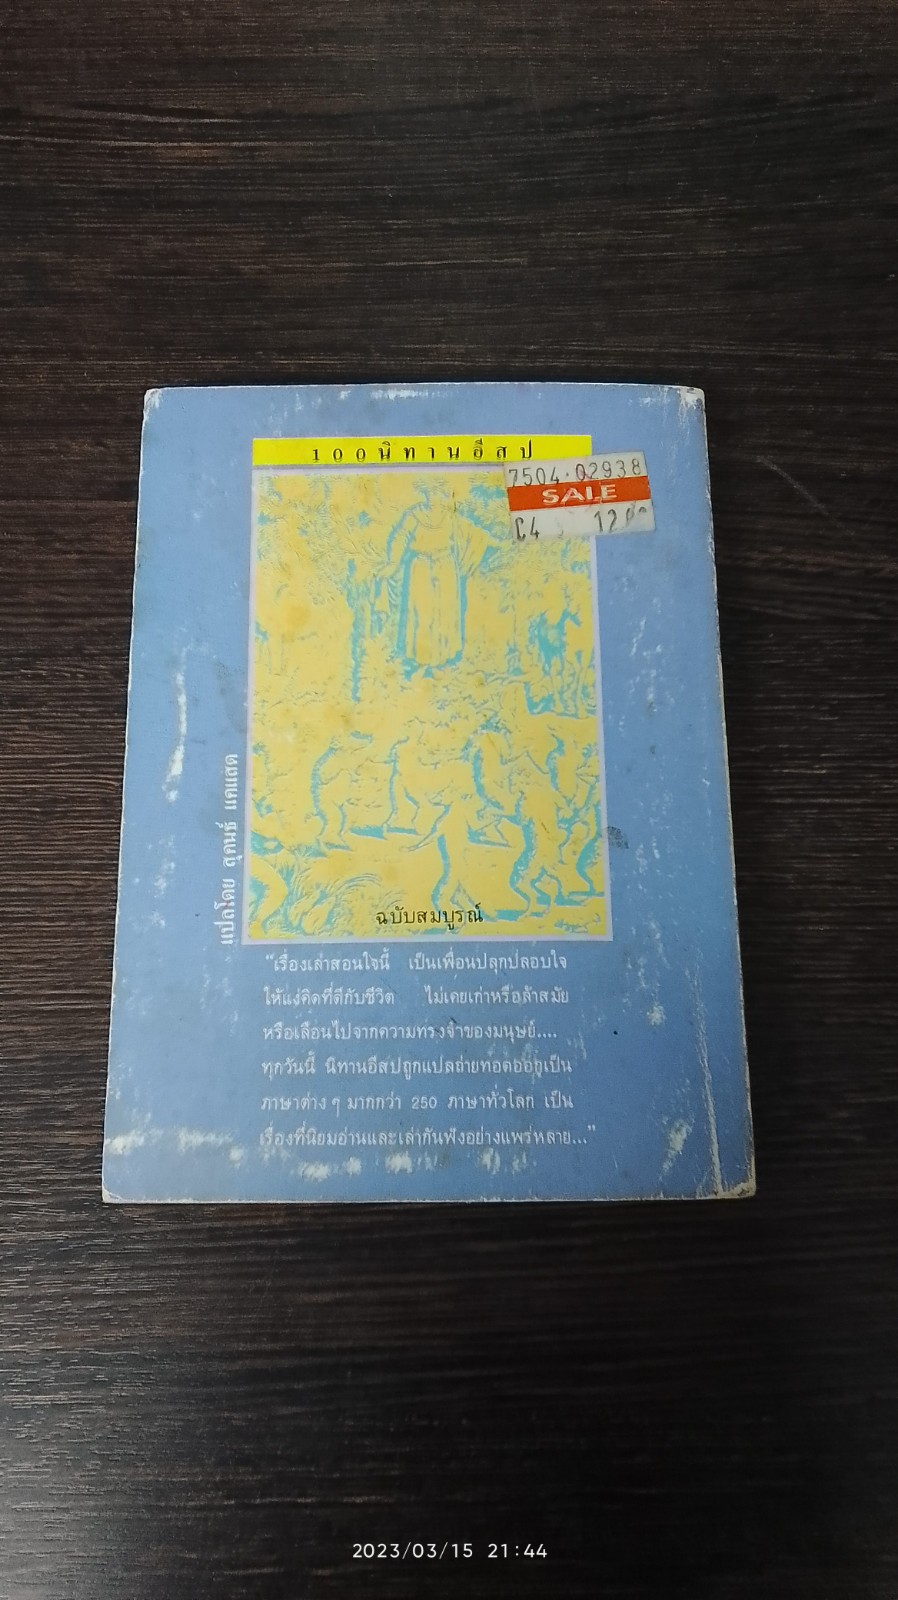 100นิทานอีสป
7504-02938
SALE
C4 12.00
แปลโดย สุคนธ์ แคแสด
ฉบับสมบูรณ์
“เรื่องเล่าสอนใจนี้ เป็นเพื่อนปลุกปลอบใจ
ให้แง่คิดที่ดีกับชีวิต ไม่เคยเก่าหรือล้าสมัย
หรือเลือนไปจากความทรงจำของมนุษย์....
ทุกวันนี้ นิทานอีสปถูกแปลถ่ายทอดออกเป็น
ภาษาต่าง ๆ มากกว่า 250 ภาษาทั่วโลก เป็น
เรื่องที่นิยมอ่านและเล่ากันฟังอย่างแพร่หลาย...”
2023/03/15 21:44